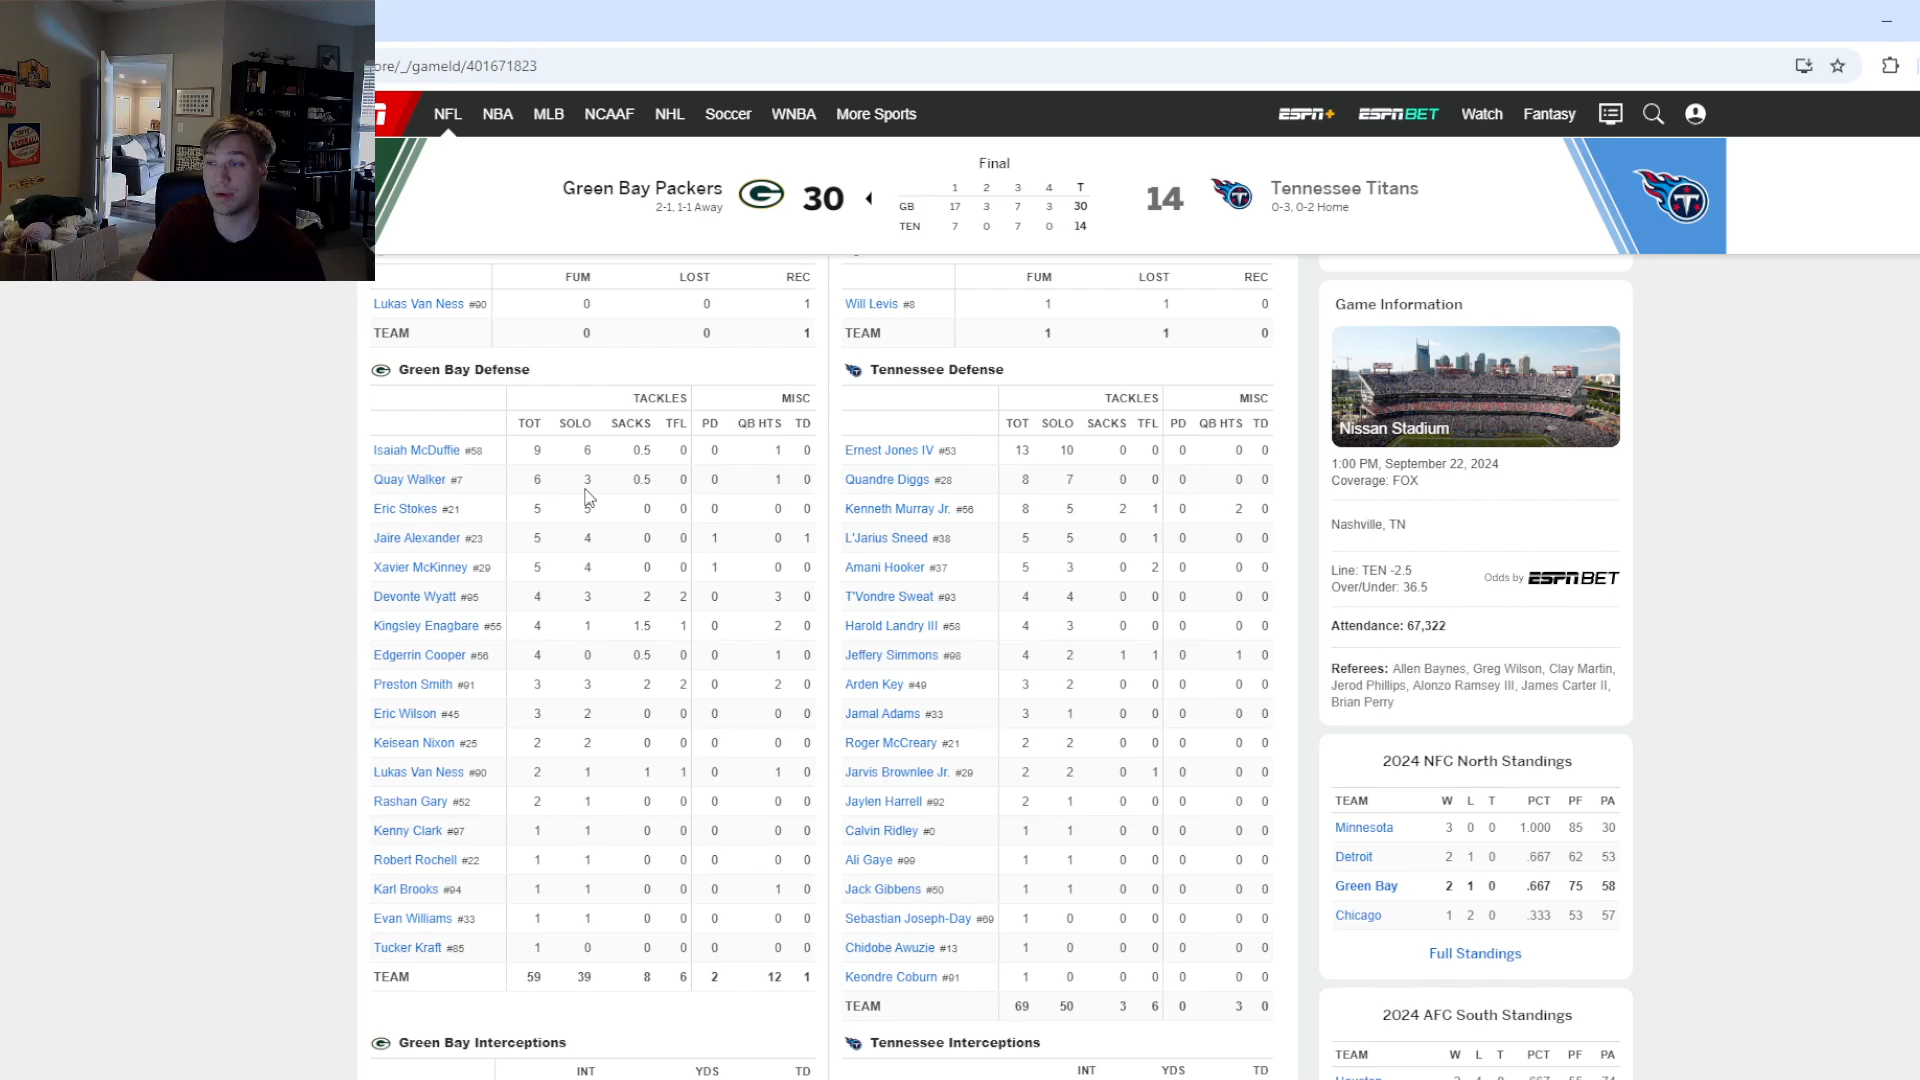 ore/_/gameId/401671823
NFL NBA MLB NCAAF NHL Soccer WNBA More Sports ESPN+ ESPNBET Watch Fantasy
Final
Green Bay Packers 30 14 Tennessee Titans
2-1, 1-1 Away 0-3, 0-2 Home
1 2 3 4 T
GB 17 3 7 3 30
TEN 7 0 7 0 14
FUM LOST REC
Lukas Van Ness #90 0 0 1
TEAM 0 0 1
Green Bay Defense
TACKLES MISC
TOT SOLO SACKS TFL PD QB HTS TD
Isaiah McDuffie #58 9 6 0.5 0 0 1 0
Quay Walker #7 6 3 0.5 0 0 1 0
Eric Stokes #21 5 5 0 0 0 0 0
Jaire Alexander #23 5 4 0 0 1 0 1
Xavier McKinney #29 5 4 0 0 1 0 0
Devonte Wyatt #95 4 3 2 2 0 3 0
Kingsley Enagbare #55 4 1 1.5 1 0 2 0
Edgerrin Cooper #56 4 0 0.5 0 0 1 0
Preston Smith #91 3 3 2 2 0 2 0
Eric Wilson #45 3 2 0 0 0 0 0
Keisean Nixon #25 2 2 0 0 0 0 0
Lukas Van Ness #90 2 1 1 1 0 1 0
Rashan Gary #52 2 1 0 0 0 0 0
Kenny Clark #97 1 1 0 0 0 0 0
Robert Rochell #22 1 1 0 0 0 0 0
Karl Brooks #94 1 1 0 0 0 1 0
Evan Williams #33 1 1 0 0 0 0 0
Tucker Kraft #85 1 0 0 0 0 0 0
TEAM 59 39 8 6 2 12 1
Green Bay Interceptions
INT YDS TD
FUM LOST REC
Will Levis #8 1 1 0
TEAM 1 1 0
Tennessee Defense
TACKLES MISC
TOT SOLO SACKS TFL PD QB HTS TD
Ernest Jones IV #53 13 10 0 0 0 0 0
Quandre Diggs #28 8 7 0 0 0 0 0
Kenneth Murray Jr. #56 8 5 2 1 0 2 0
L'Jarius Sneed #38 5 5 0 1 0 0 0
Amani Hooker #37 5 3 0 2 0 0 0
T'Vondre Sweat #93 4 4 0 0 0 0 0
Harold Landry III #58 4 3 0 0 0 0 0
Jeffery Simmons #98 4 2 1 1 0 1 0
Arden Key #49 3 2 0 0 0 0 0
Jamal Adams #33 3 1 0 0 0 0 0
Roger McCreary #21 2 2 0 0 0 0 0
Jarvis Brownlee Jr. #29 2 2 0 1 0 0 0
Jaylen Harrell #92 2 1 0 0 0 0 0
Calvin Ridley #0 1 1 0 0 0 0 0
Ali Gaye #99 1 1 0 0 0 0 0
Jack Gibbens #50 1 1 0 0 0 0 0
Sebastian Joseph-Day #69 1 0 0 0 0 0 0
Chidobe Awuzie #13 1 0 0 0 0 0 0
Keondre Coburn #91 1 0 0 0 0 0 0
TEAM 69 50 3 6 0 3 0
Tennessee Interceptions
INT YDS TD
Game Information
Nissan Stadium
1:00 PM, September 22, 2024
Coverage: FOX
Nashville, TN
Line: TEN -2.5
Over/Under: 36.5
Odds by ESPNBET
Attendance: 67,322
Referees: Allen Baynes, Greg Wilson, Clay Martin,
Jerod Phillips, Alonzo Ramsey III, James Carter II,
Brian Perry
2024 NFC North Standings
TEAM W L T PCT PF PA
Minnesota 3 0 0 1.000 85 30
Detroit 2 1 0 .667 62 53
Green Bay 2 1 0 .667 75 58
Chicago 1 2 0 .333 53 57
Full Standings
2024 AFC South Standings
TEAM W L T PCT PF PA